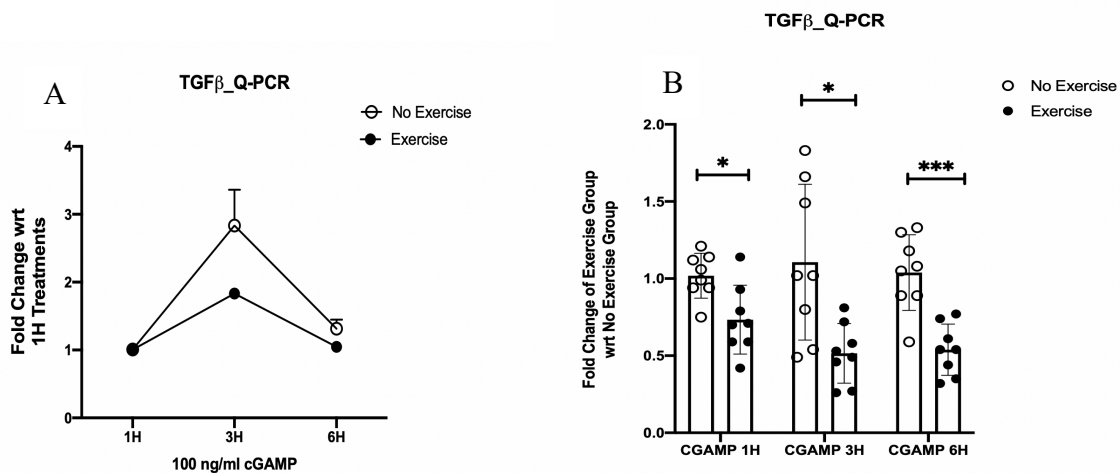 A
TGFβ_Q-PCR
No Exercise
Exercise
Fold Change wrt
1H Treatments
4
3
2
1
0
1H
3H
6H
100 ng/ml cGAMP
TGFβ_Q-PCR
B
No Exercise
Exercise
Fold Change of Exercise Group
wrt No Exercise Group
2.0
1.5
1.0
0.5
0.0
*
*
***
CGAMP 1H
CGAMP 3H
CGAMP 6H